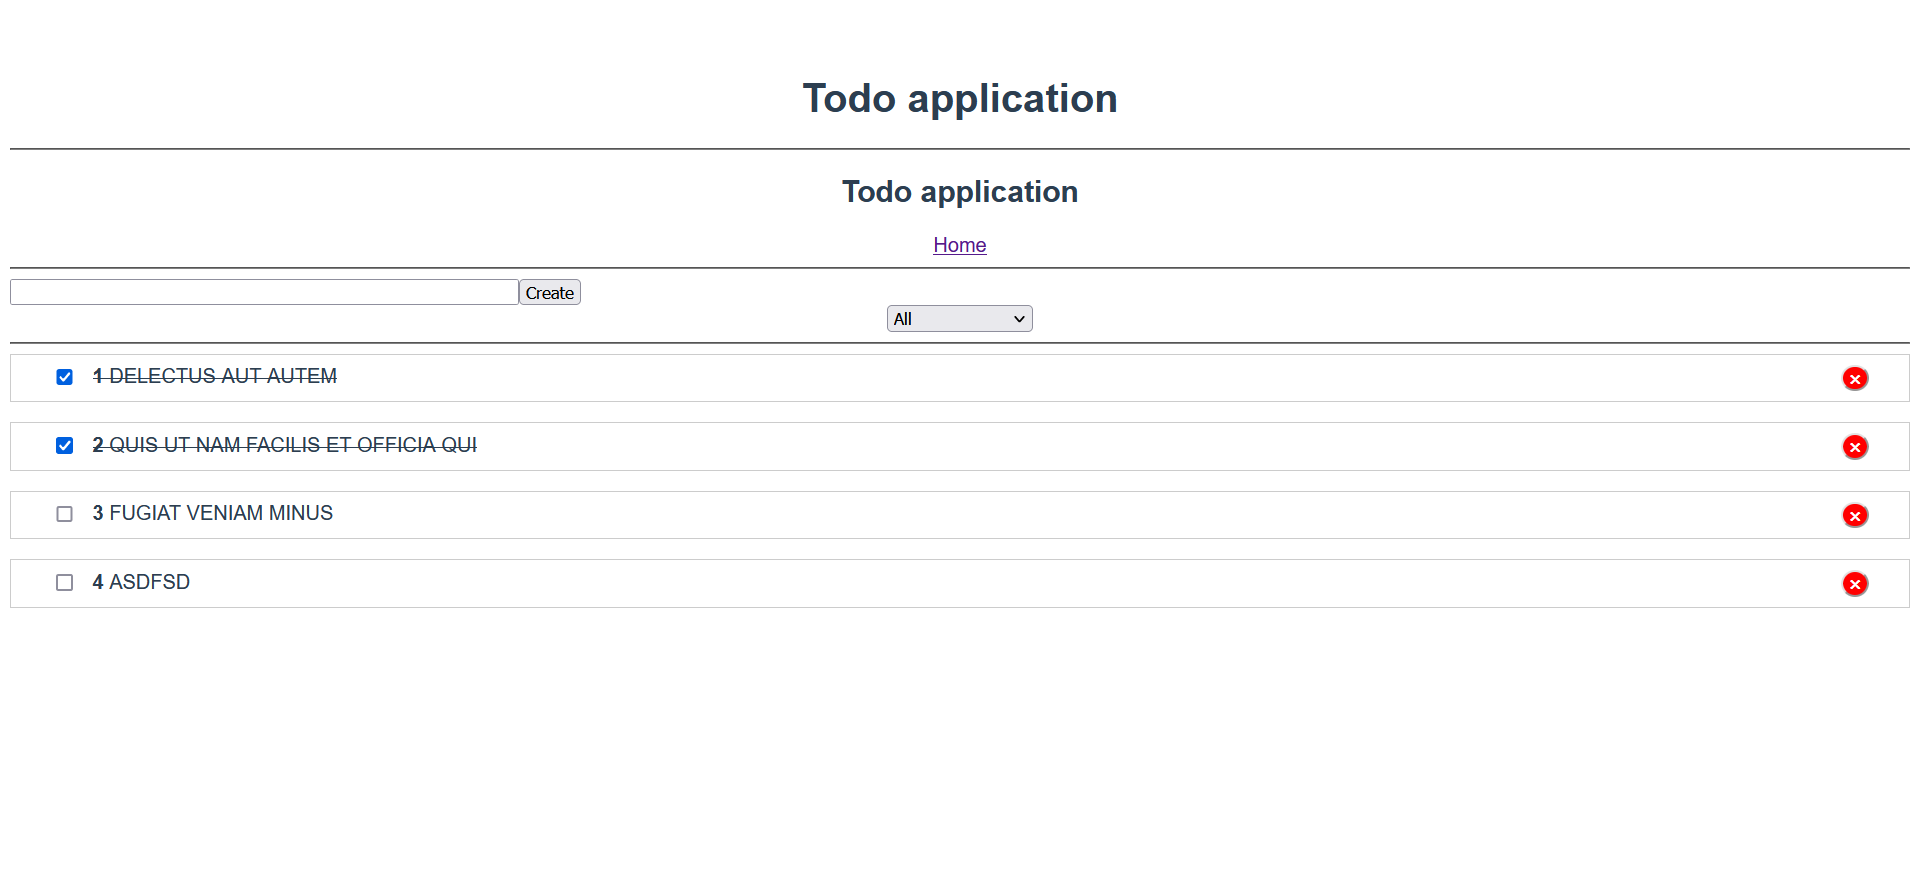 Todo application
Todo application
Home
Create
All
1 DELECTUS AUT AUTEM
2 QUIS UT NAM FACILIS ET OFFICIA QUI
3 FUGIAT VENIAM MINUS
4 ASDFSD